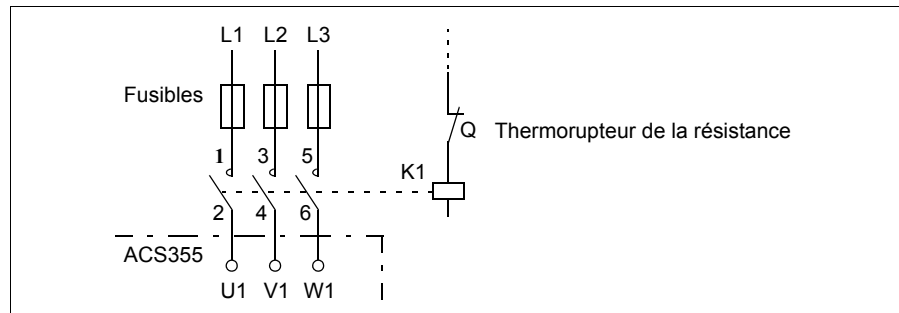 L1 L2 L3
Fusibles
Q Thermorupteur de la résistance
1 3 5
K1
2 4 6
ACS355
U1 V1 W1